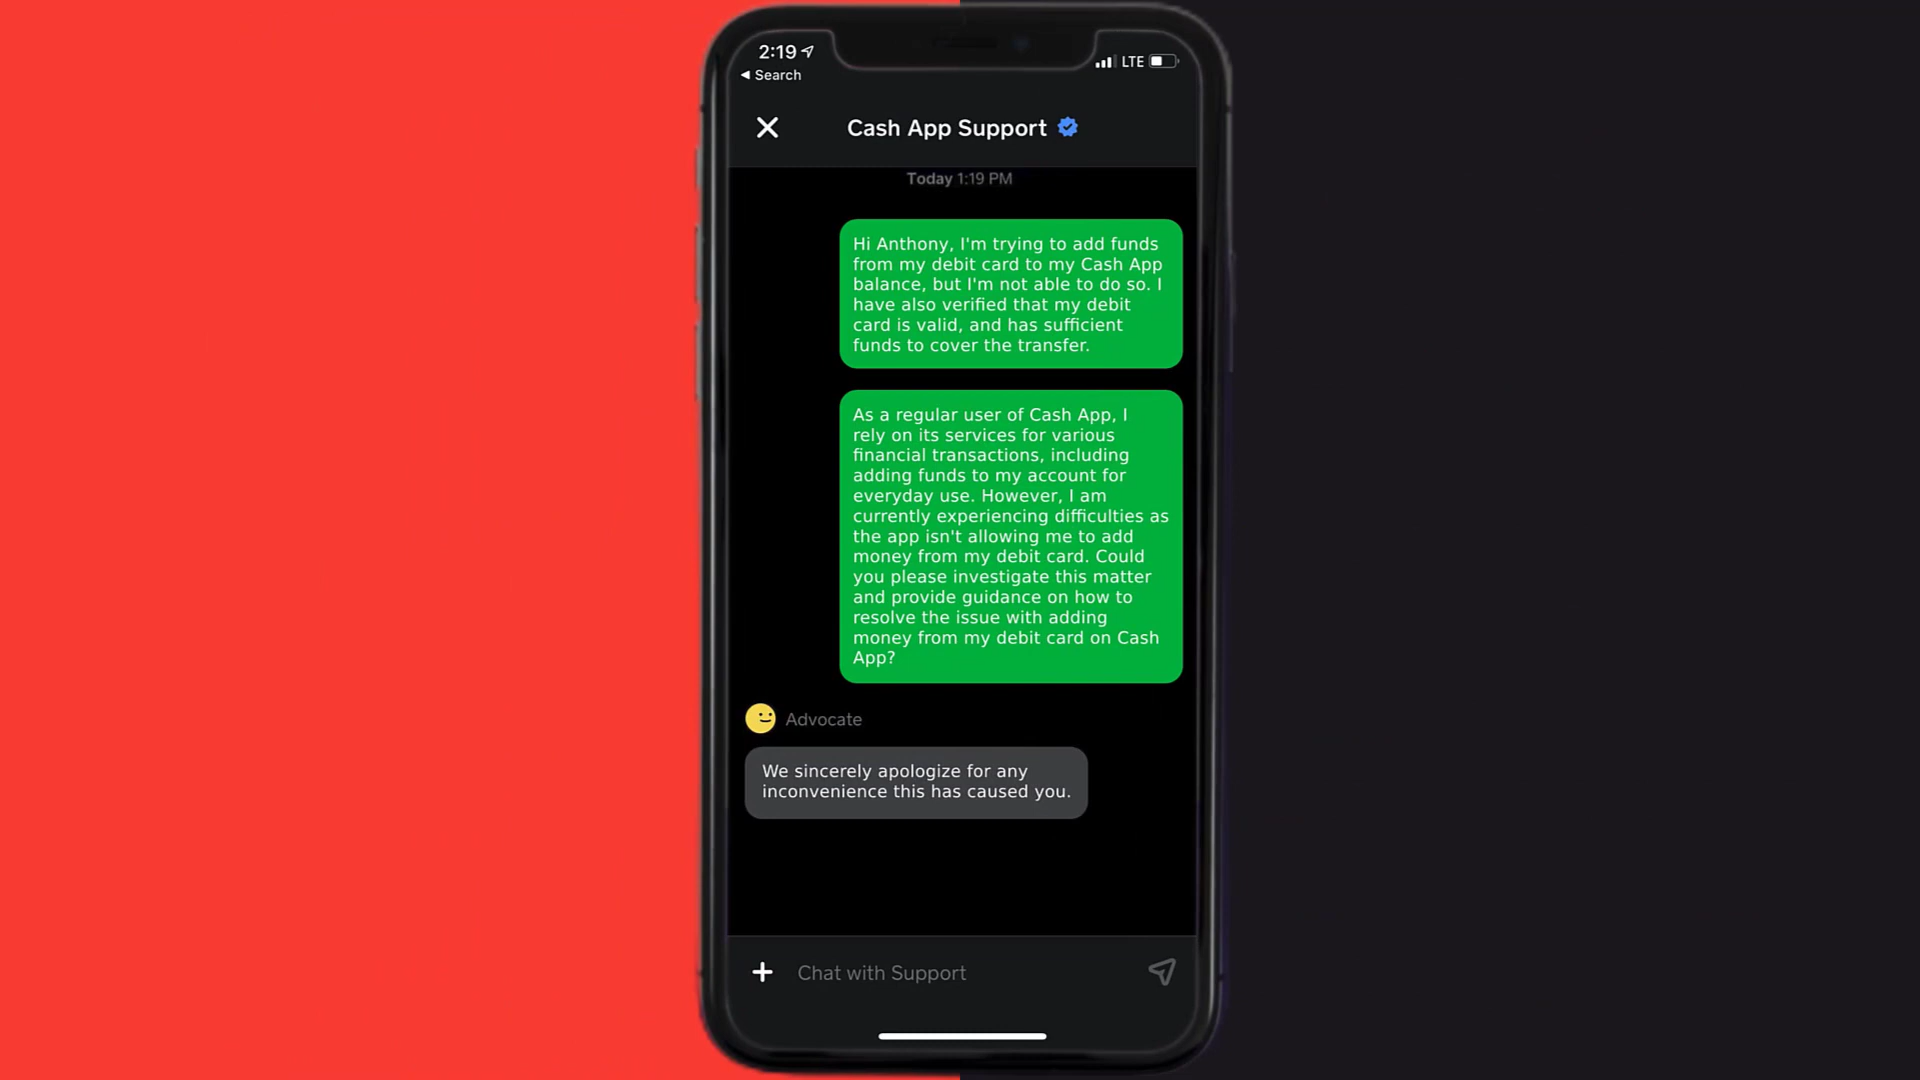 2:19
LTE
Search
Cash App Support
Today 1:19 PM
Hi Anthony, I'm trying to add funds
from my debit card to my Cash App
balance, but I'm not able to do so. I
have also verified that my debit
card is valid, and has sufficient
funds to cover the transfer.
As a regular user of Cash App, I
rely on its services for various
financial transactions, including
adding funds to my account for
everyday use. However, I am
currently experiencing difficulties as
the app isn't allowing me to add
money from my debit card. Could
you please investigate this matter
and provide guidance on how to
resolve the issue with adding
money from my debit card on Cash
App?
Advocate
We sincerely apologize for any
inconvenience this has caused you.
Chat with Support